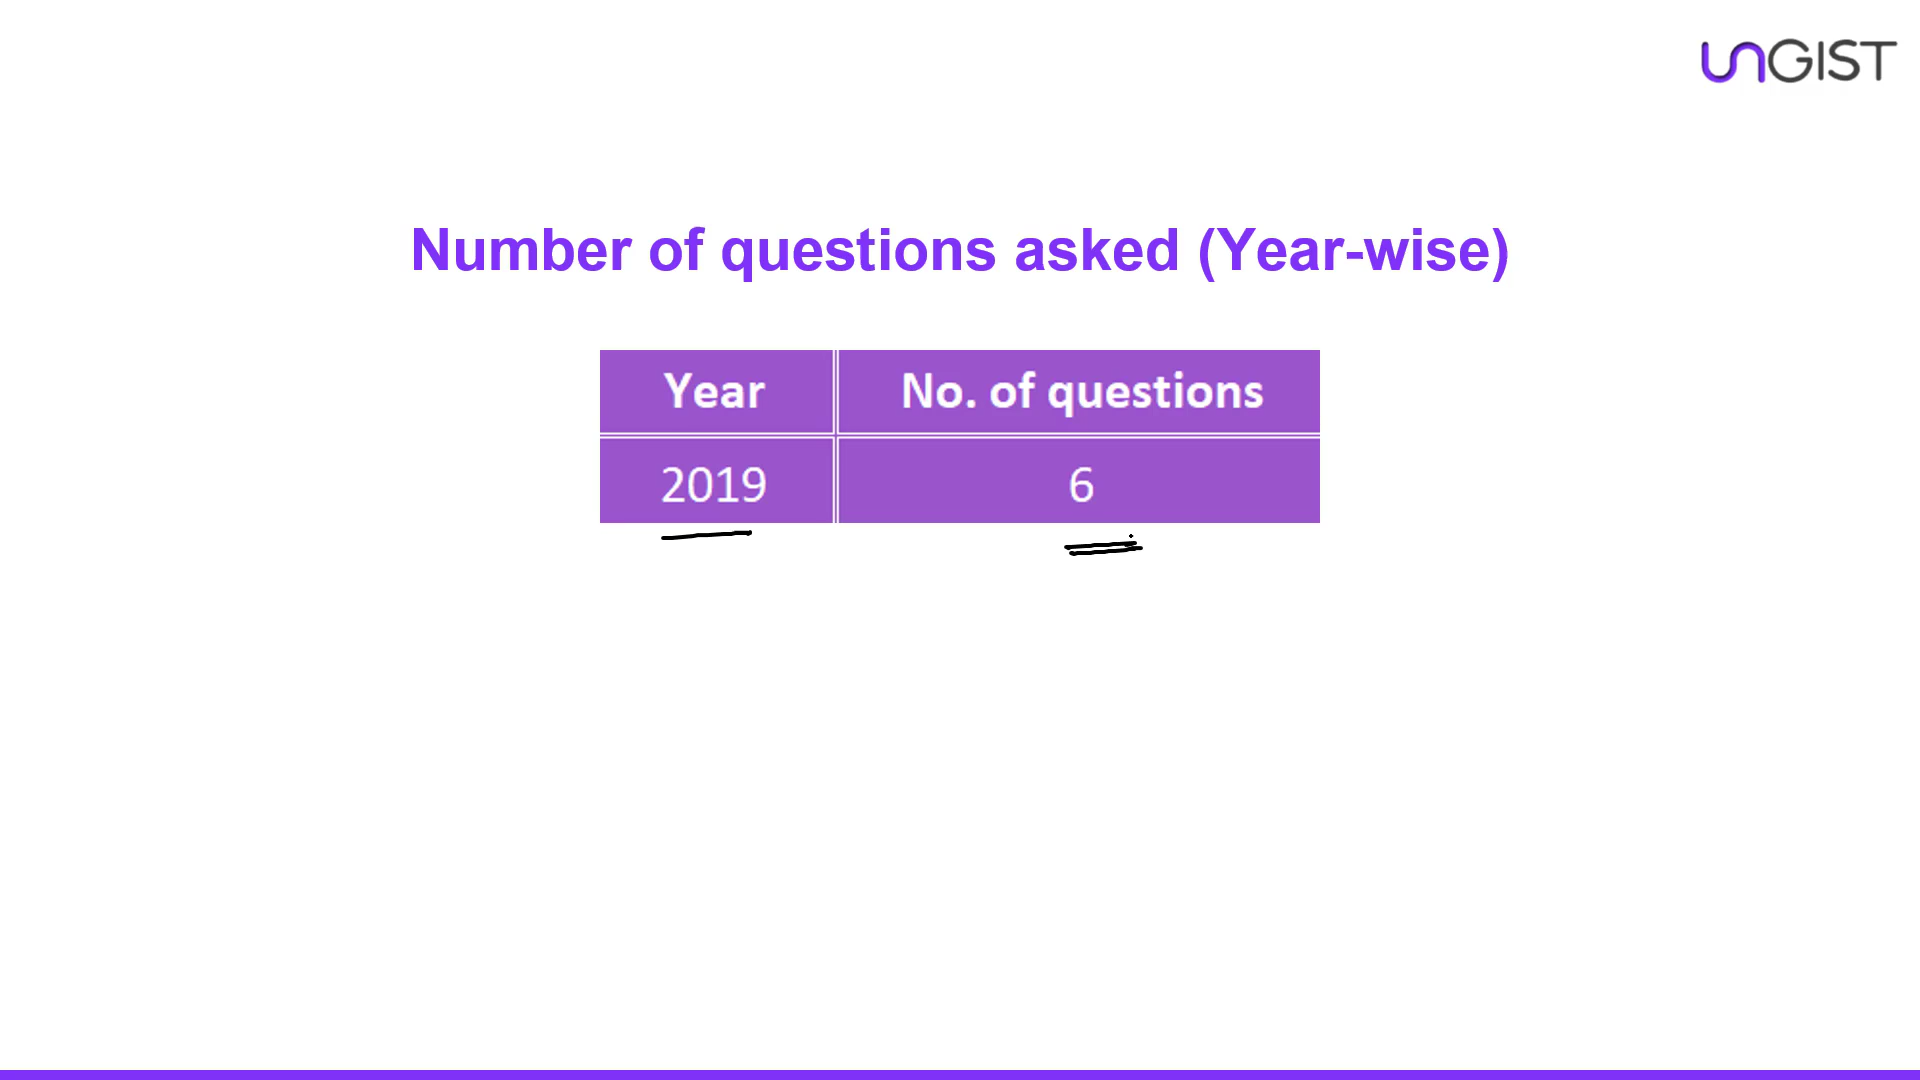 UNGIST
Number of questions asked (Year-wise)
Year No. of questions
2019 6